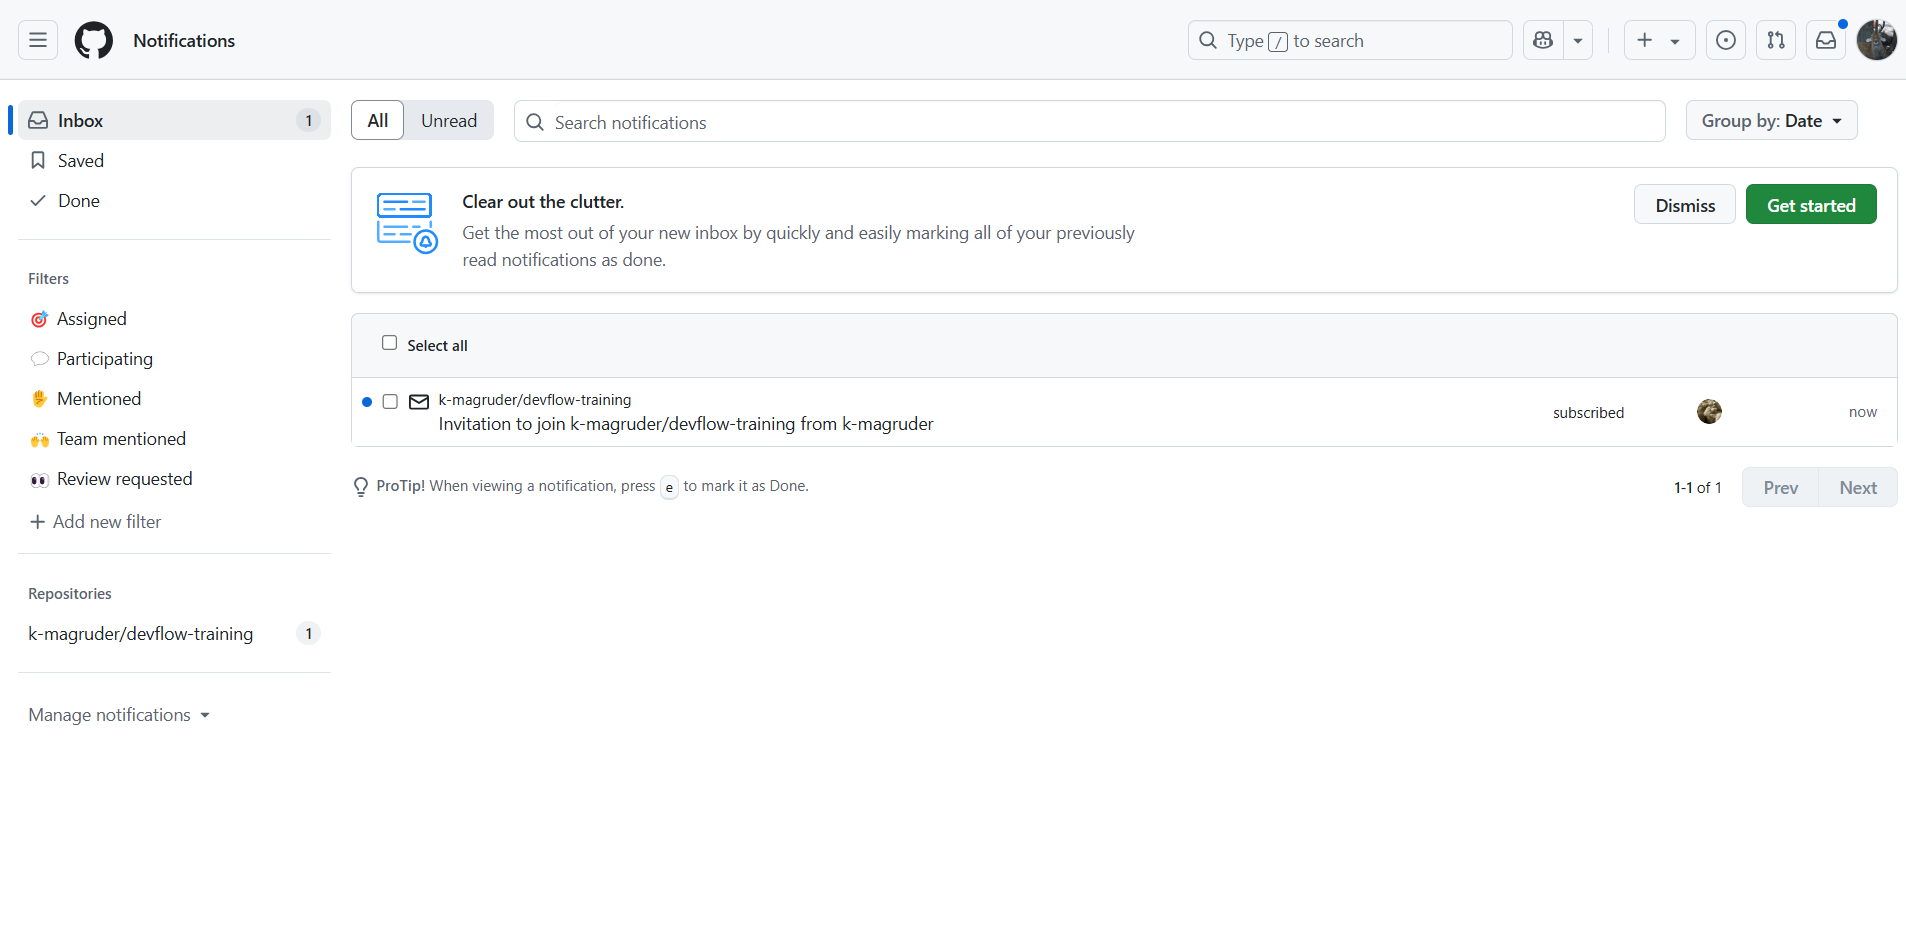 Notifications
Type / to search
Inbox 1
Saved
Done
Filters
Assigned
Participating
Mentioned
Team mentioned
Review requested
Add new filter
Repositories
k-magruder/devflow-training 1
Manage notifications
All Unread
Search notifications
Group by: Date
Clear out the clutter.
Get the most out of your new inbox by quickly and easily marking all of your previously
read notifications as done.
Dismiss Get started
Select all
k-magruder/devflow-training
Invitation to join k-magruder/devflow-training from k-magruder
subscribed
now
ProTip! When viewing a notification, press e to mark it as Done.
1-1 of 1
Prev Next